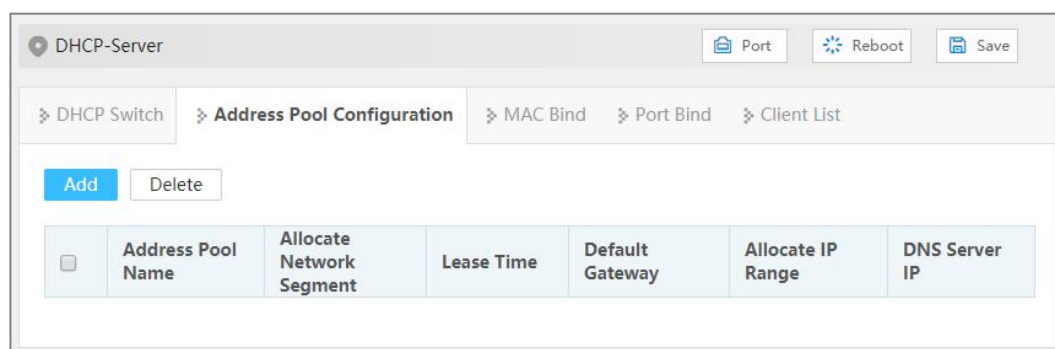 DHCP-Server
Port
Reboot
Save
DHCP Switch
Address Pool Configuration
MAC Bind
Port Bind
Client List
Add
Delete
Address Pool
Name
Allocate
Network
Segment
Lease Time
Default
Gateway
Allocate IP
Range
DNS Server
IP